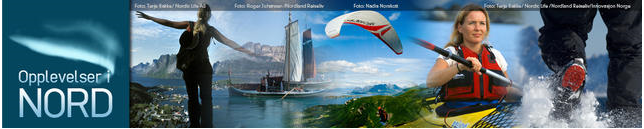 Foto: Terje Rakke / Nordic Life AS
Foto: Roger Johansen /Nordland Reiseliv
Foto: Nadia Norskott
Foto: Terje Rakke/ Nordic Life /Nordland Reiseliv/Innovasjon Norge
Opplevelser i
NORD